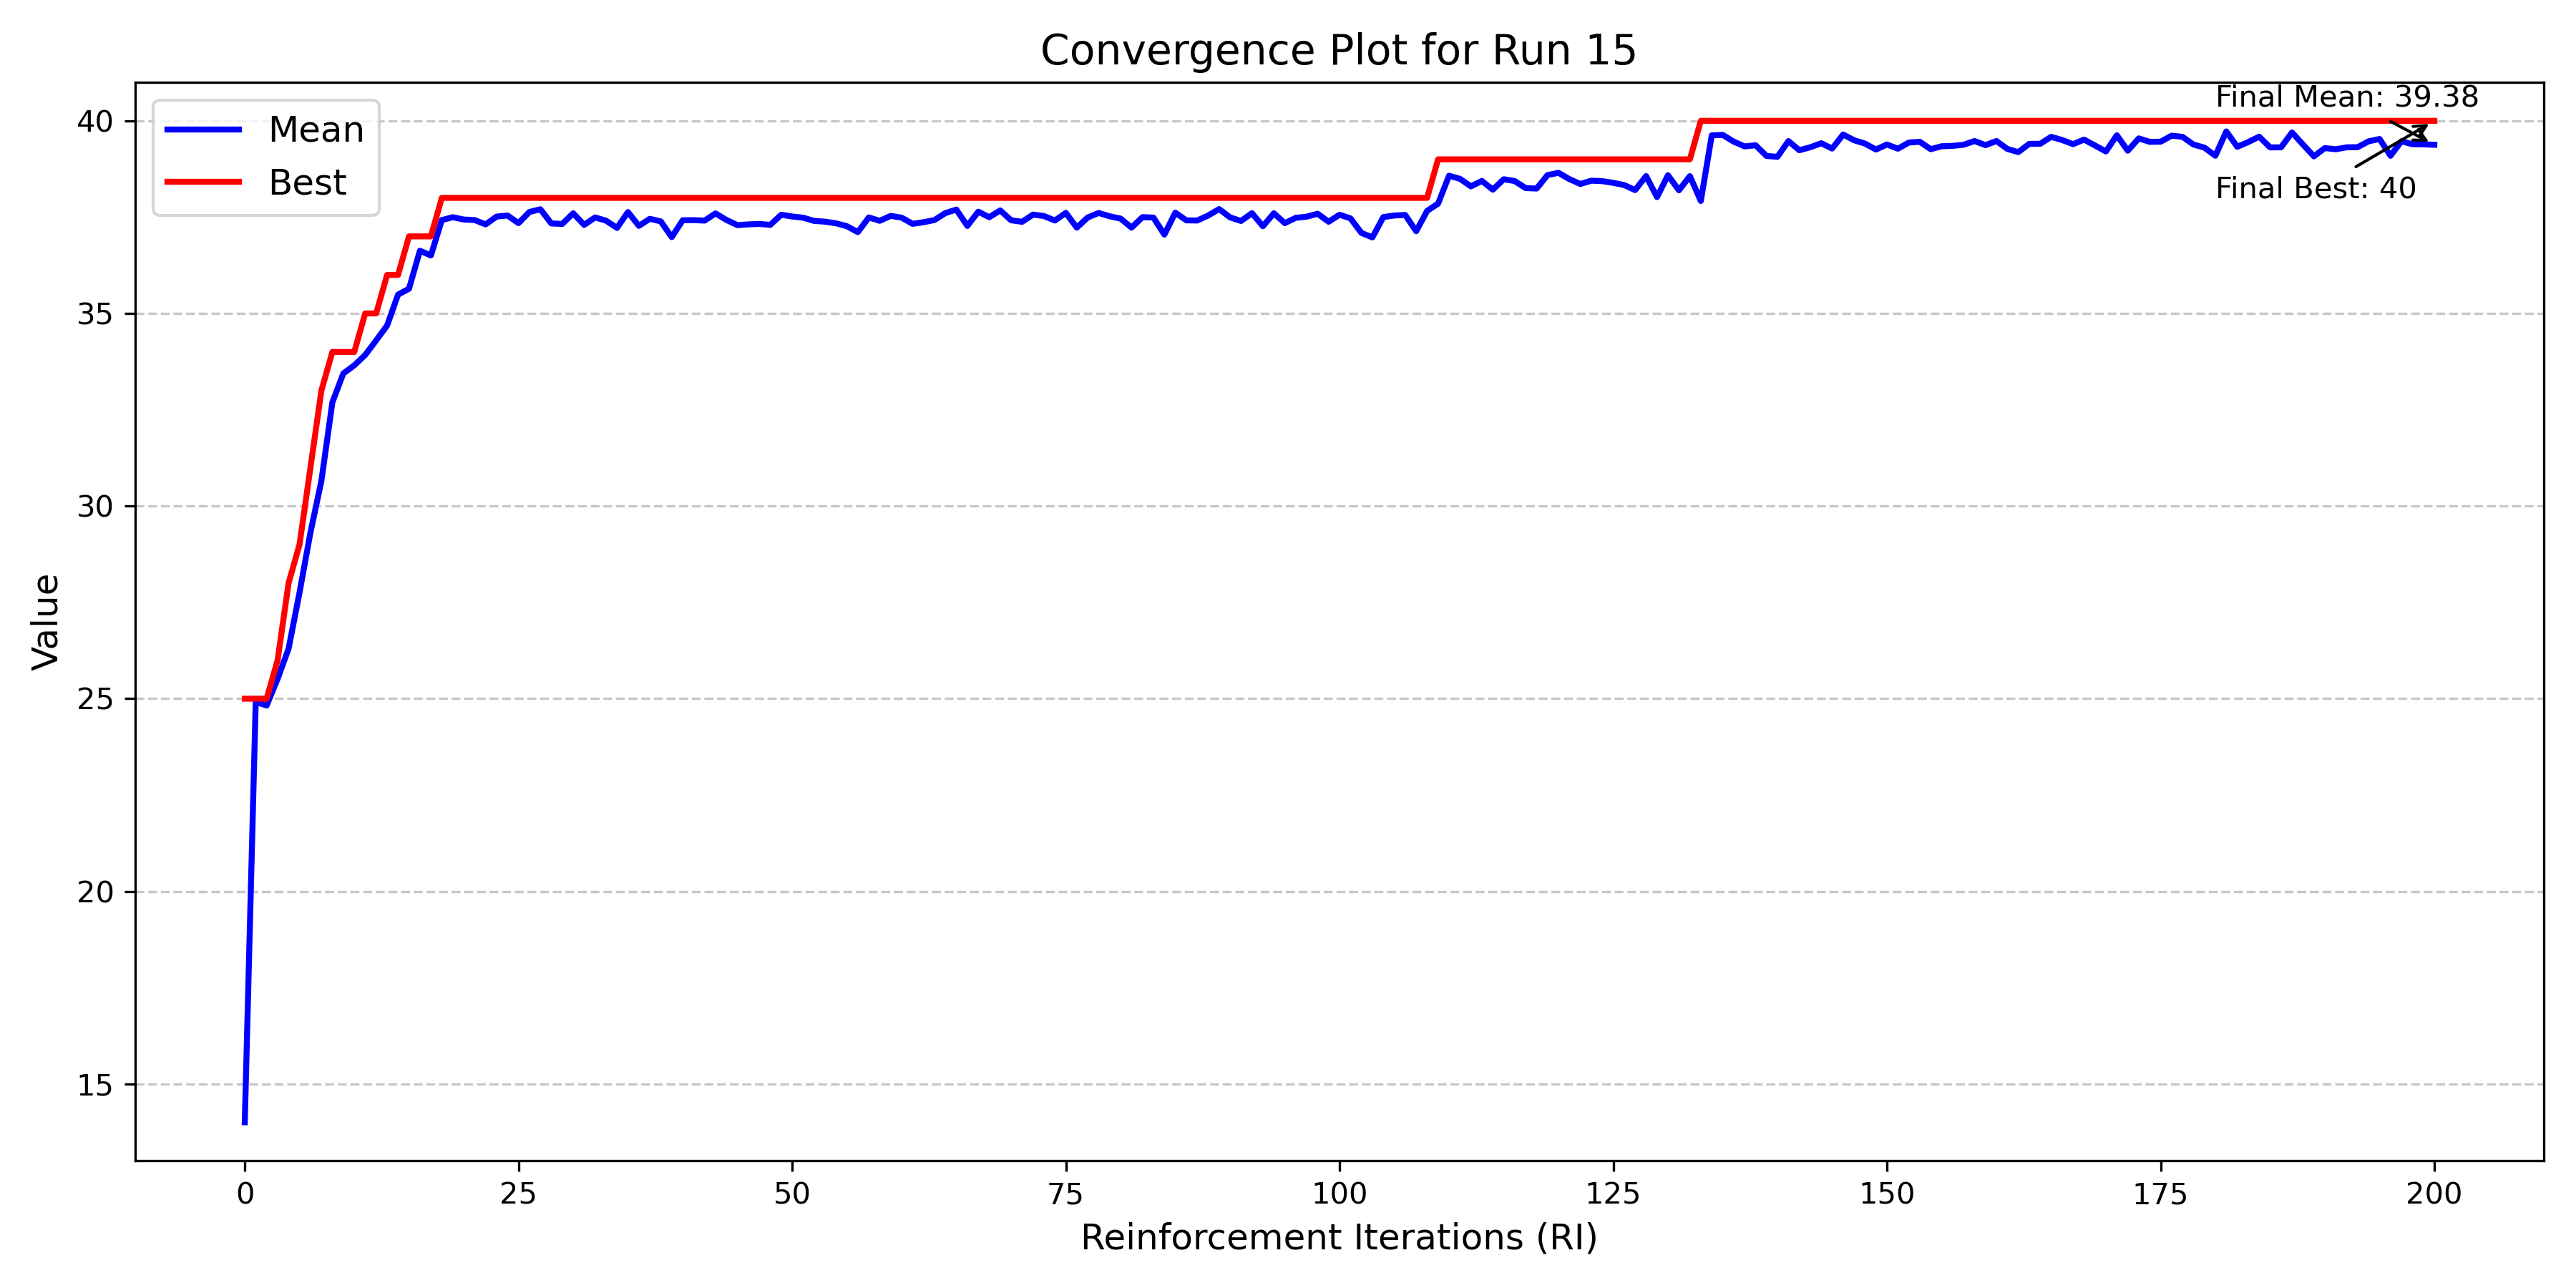 Convergence Plot for Run 15
Mean
Best
Final Mean: 39.38
Final Best: 40
40
35
30
25
20
15
Value
0 25 50 75 100 125 150 175 200
Reinforcement Iterations (RI)